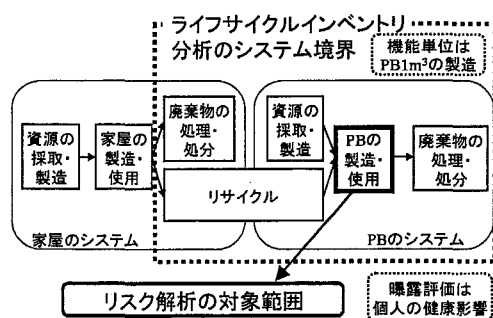 ライフサイクルインベントリ
分析のシステム境界
機能単位は
PB1m³の製造
資源の
採取・
製造
家屋の
製造・
使用
廃棄物の
処理・
処分
リサイクル
家屋のシステム
資源の
採取・
製造
PBの
製造・
使用
廃棄物の
処理・
処分
PBのシステム
リスク解析の対象範囲
曝露評価は
個人の健康影響